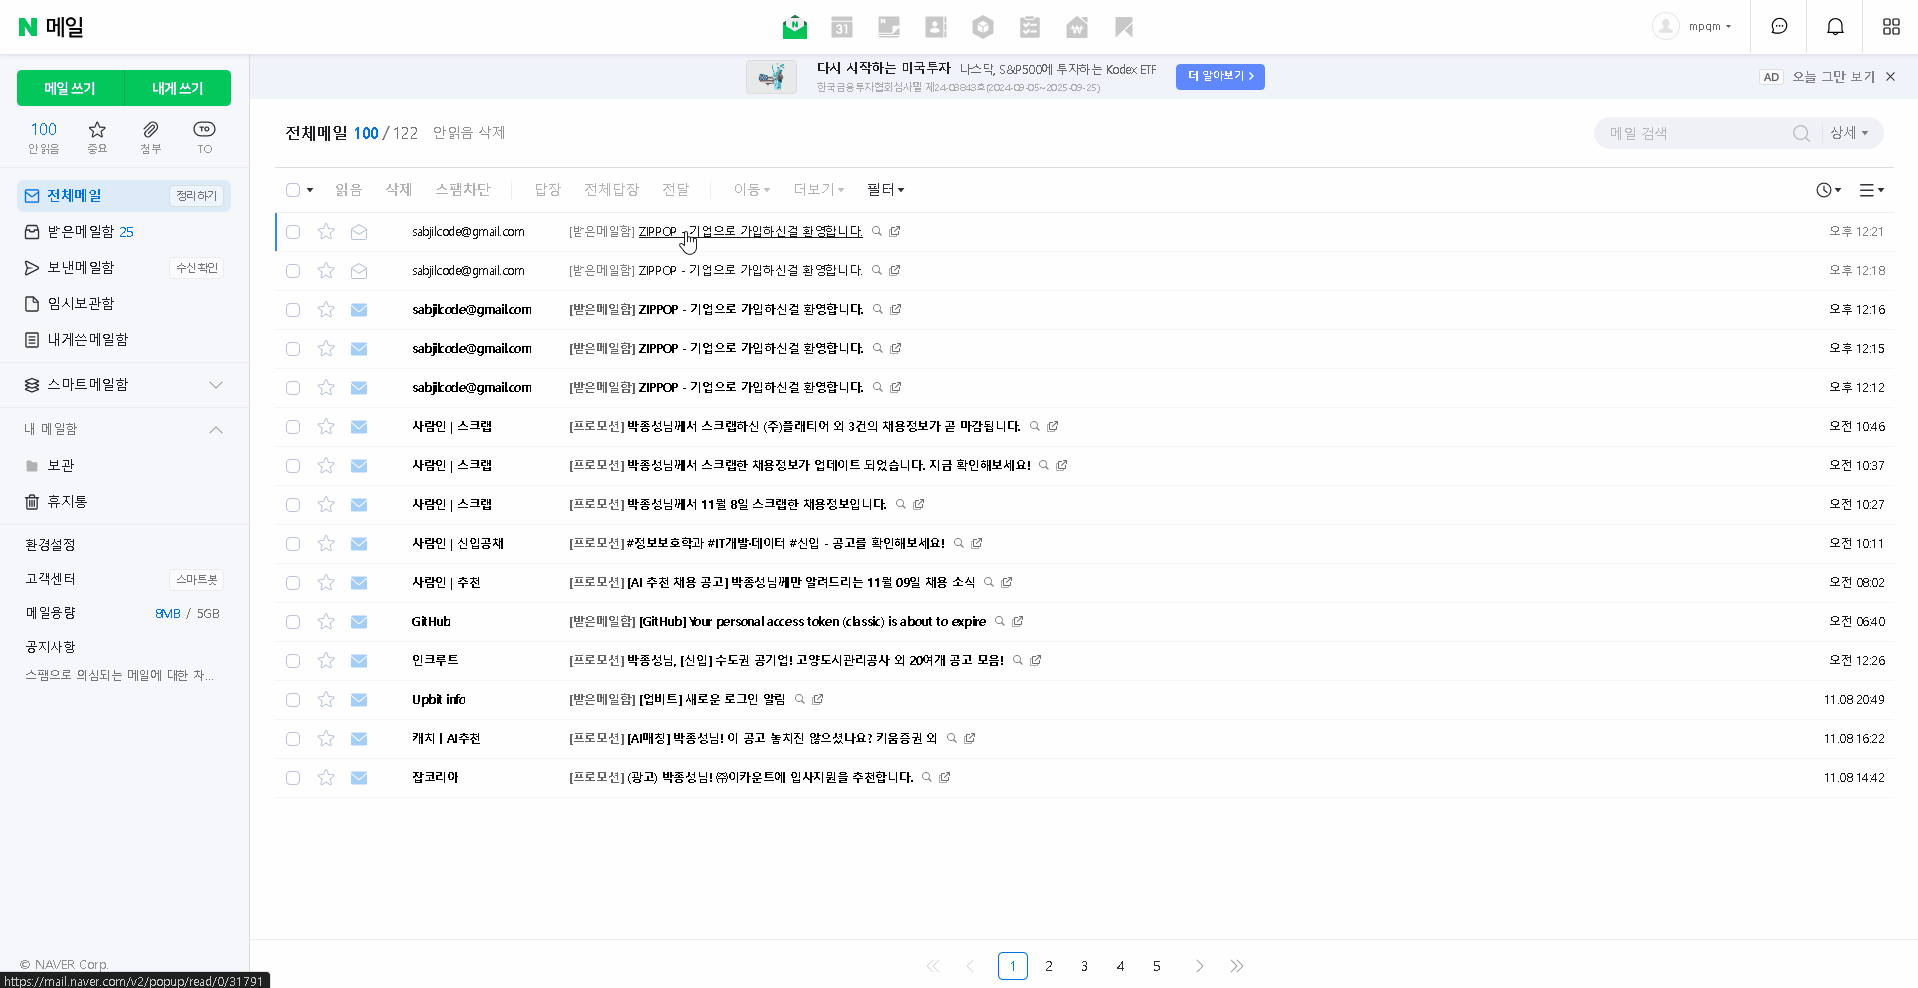 N 메일
31
N
mpqm
메일 쓰기
내게 쓰기
다시 시작하는 미국투자 나스닥, S&P500에 투자하는 Kodex ETF
한국금융투자협회심사필 제24-03843호(2024-09-05~2025-09-25)
더 알아보기 >
AD 오늘 그만 보기
100
안읽음
중요
첨부
TO
TO
전체메일 정리하기
받은메일함 25
보낸메일함 수신확인
임시보관함
내게쓴메일함
스마트메일함
내 메일함
보관
휴지통
환경설정
고객센터 스마트봇
메일용량 8MB / 5GB
공지사항
스팸으로 의심되는 메일에 대한 차...
© NAVER Corp.
https://mail.naver.com/v2/popup/read/0/31791
전체메일 100 / 122 안읽음 삭제
메일 검색 상세
읽음 삭제 스팸차단 답장 전체답장 전달 이동 더보기 필터
sabjilcode@gmail.com [받은메일함] ZIPPOP - 기업으로 가입하신걸 환영합니다. 오후 12:21
sabjilcode@gmail.com [받은메일함] ZIPPOP - 기업으로 가입하신걸 환영합니다. 오후 12:18
sabjilcode@gmail.com [받은메일함] ZIPPOP - 기업으로 가입하신걸 환영합니다. 오후 12:16
sabjilcode@gmail.com [받은메일함] ZIPPOP - 기업으로 가입하신걸 환영합니다. 오후 12:15
sabjilcode@gmail.com [받은메일함] ZIPPOP - 기업으로 가입하신걸 환영합니다. 오후 12:12
사람인 | 스크랩 [프로모션] 박종성님께서 스크랩하신 (주)플래티어 외 3건의 채용정보가 곧 마감됩니다. 오전 10:46
사람인 | 스크랩 [프로모션] 박종성님께서 스크랩한 채용정보가 업데이트 되었습니다. 지금 확인해보세요! 오전 10:37
사람인 | 스크랩 [프로모션] 박종성님께서 11월 8일 스크랩한 채용정보입니다. 오전 10:27
사람인 | 신입공채 [프로모션] #정보보호학과 #IT개발·데이터 #신입 - 공고를 확인해보세요! 오전 10:11
사람인 | 추천 [프로모션] [AI 추천 채용 공고] 박종성님께만 알려드리는 11월 09일 채용 소식 오전 08:02
GitHub [받은메일함] [GitHub] Your personal access token (classic) is about to expire 오전 06:40
인크루트 [프로모션] 박종성님, [신입] 수도권 공기업! 고양도시관리공사 외 20여개 공고 모음! 오전 12:26
Upbit info [받은메일함] [업비트] 새로운 로그인 알림 11.08 20:49
캐치ㅣAI추천 [프로모션] [AI매칭] 박종성님! 이 공고 놓치진 않으셨나요? 키움증권 외 11.08 16:22
잡코리아 [프로모션] (광고) 박종성님! ㈜이카운트에 입사지원을 추천합니다. 11.08 14:42
1 2 3 4 5